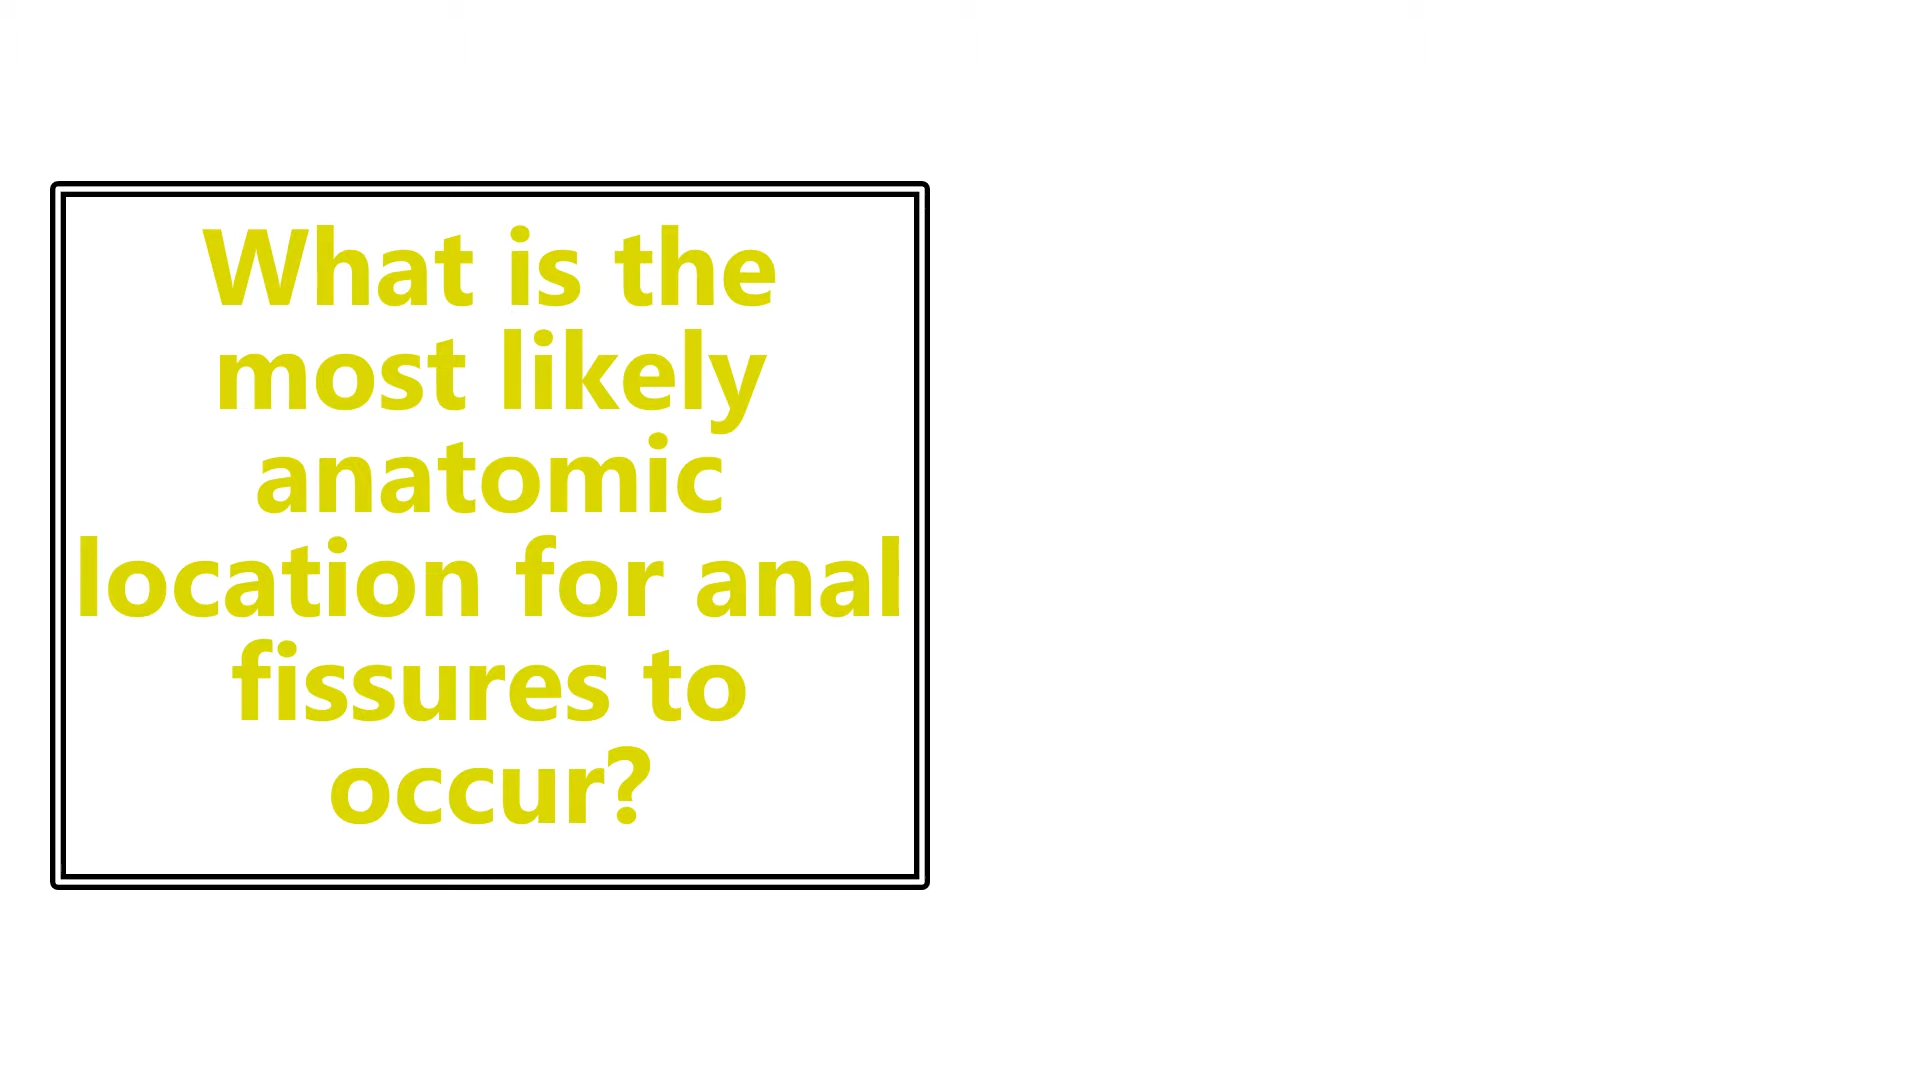 What is the
most likely
anatomic
location for anal
fissures to
occur?